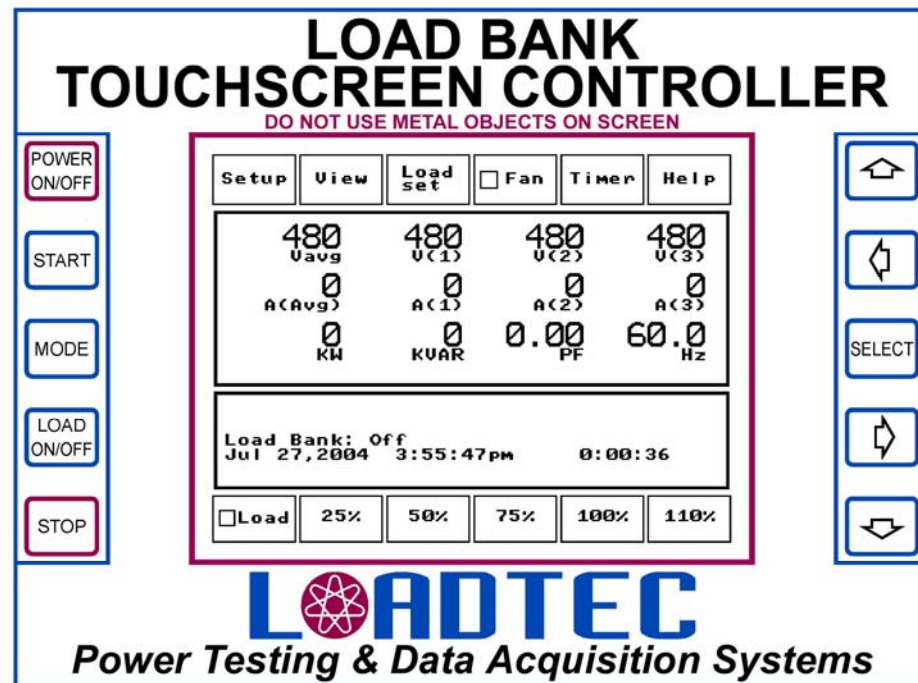 LOAD BANK
TOUCHSCREEN CONTROLLER
DO NOT USE METAL OBJECTS ON SCREEN
POWER
ON/OFF
START
MODE
LOAD
ON/OFF
STOP
Setup View Load set Fan Timer Help
480 480 480 480
Vavg V(1) V(2) V(3)
0 0 0 0
A(Avg) A(1) A(2) A(3)
0 0 0.00 60.0
KW KVAR PF Hz
Load Bank: Off
Jul 27,2004 3:55:47pm 0:00:36
Load 25% 50% 75% 100% 110%
SELECT
LOADTEC
Power Testing & Data Acquisition Systems